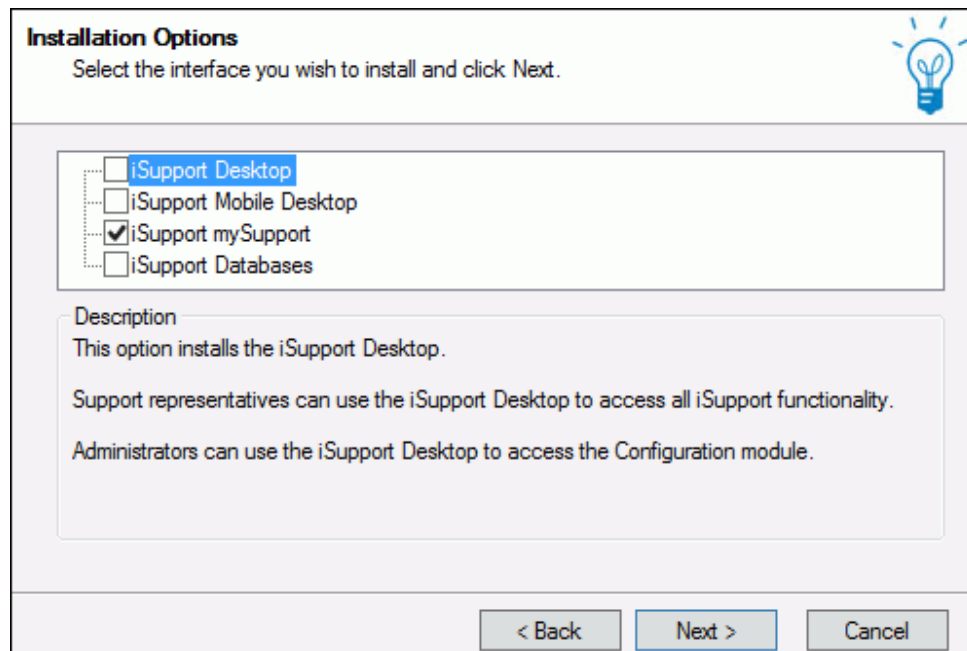 Installation Options
Select the interface you wish to install and click Next.
iSupport Desktop
iSupport Mobile Desktop
iSupport mySupport
iSupport Databases
Description
This option installs the iSupport Desktop.
Support representatives can use the iSupport Desktop to access all iSupport functionality.
Administrators can use the iSupport Desktop to access the Configuration module.
< Back Next > Cancel